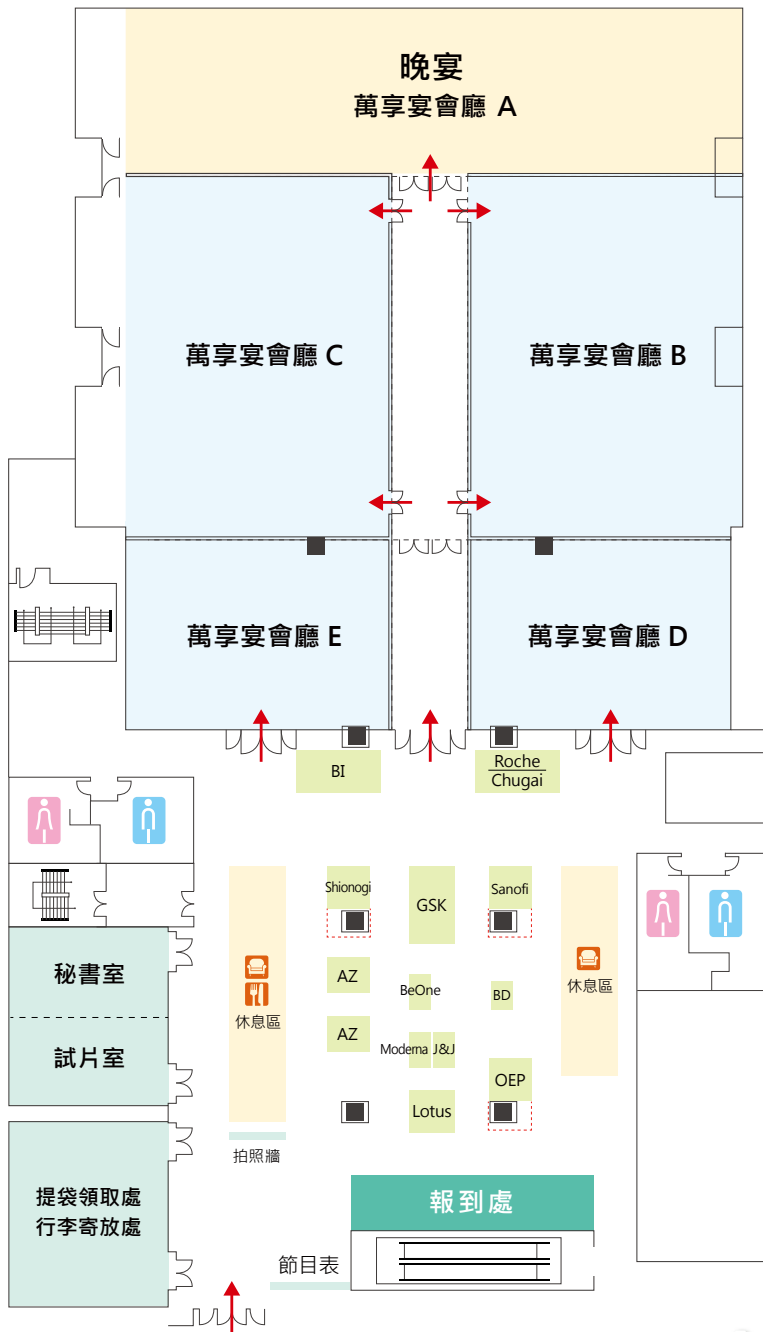 晚宴
萬享宴會廳 A
萬享宴會廳 C
萬享宴會廳 B
萬享宴會廳 E
萬享宴會廳 D
BI
Roche
Chugai
Shionogi
GSK
Sanofi
秘書室
休息區
AZ
BeOne
BD
休息區
試片室
AZ
Moderna J&J
OEP
Lotus
拍照牆
提袋領取處
行李寄放處
報到處
節目表